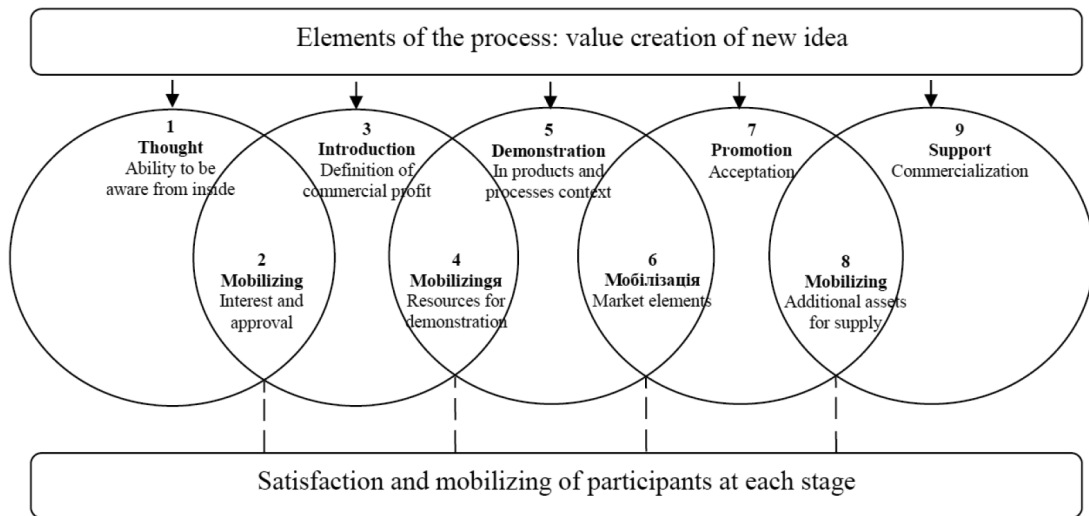 Elements of the process: value creation of new idea
1
Thought
Ability to be
aware from inside
3
Introduction
Definition of
commercial profit
5
Demonstration
In products and
processes context
7
Promotion
Acceptation
9
Support
Commercialization
2
Mobilizing
Interest and
approval
4
Mobilizingя
Resources for
demonstration
6
Мобілізація
Market elements
8
Mobilizing
Additional assets
for supply
Satisfaction and mobilizing of participants at each stage